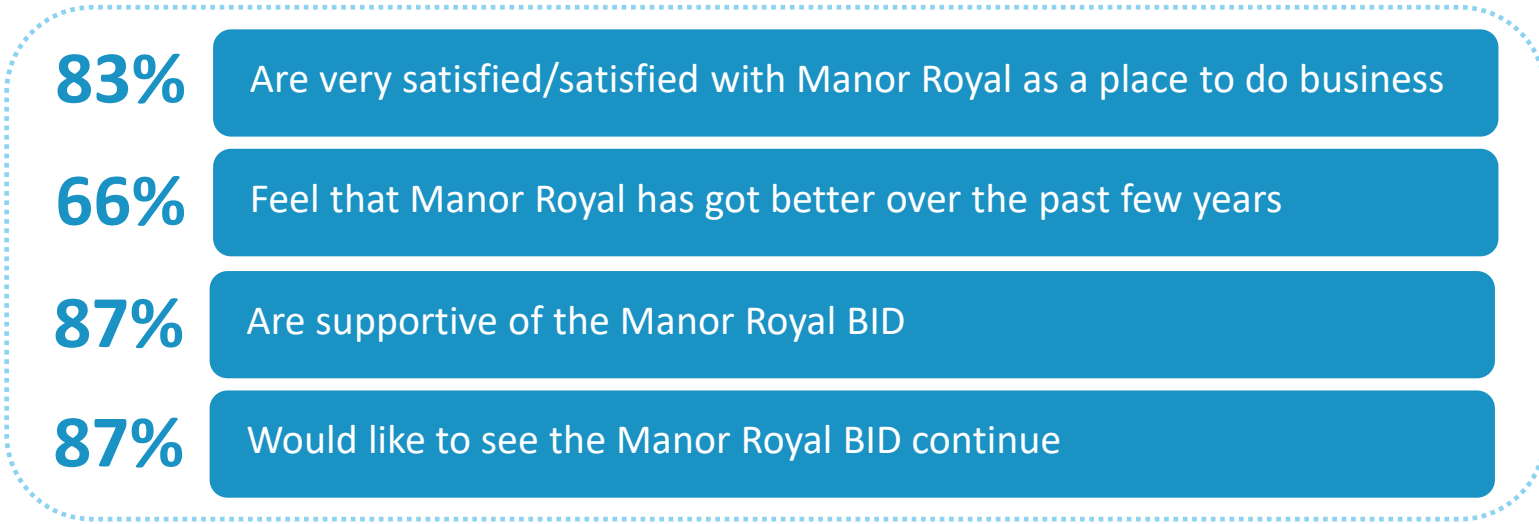 83% Are very satisfied/satisfied with Manor Royal as a place to do business
66% Feel that Manor Royal has got better over the past few years
87% Are supportive of the Manor Royal BID
87% Would like to see the Manor Royal BID continue